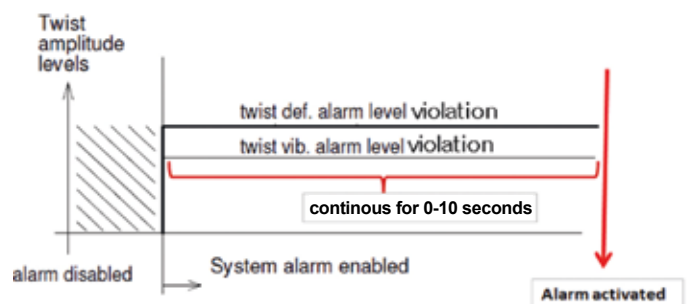 Twist
amplitude
levels
twist def. alarm level violation
twist vib. alarm level violation
continous for 0-10 seconds
alarm disabled
System alarm enabled
Alarm activated